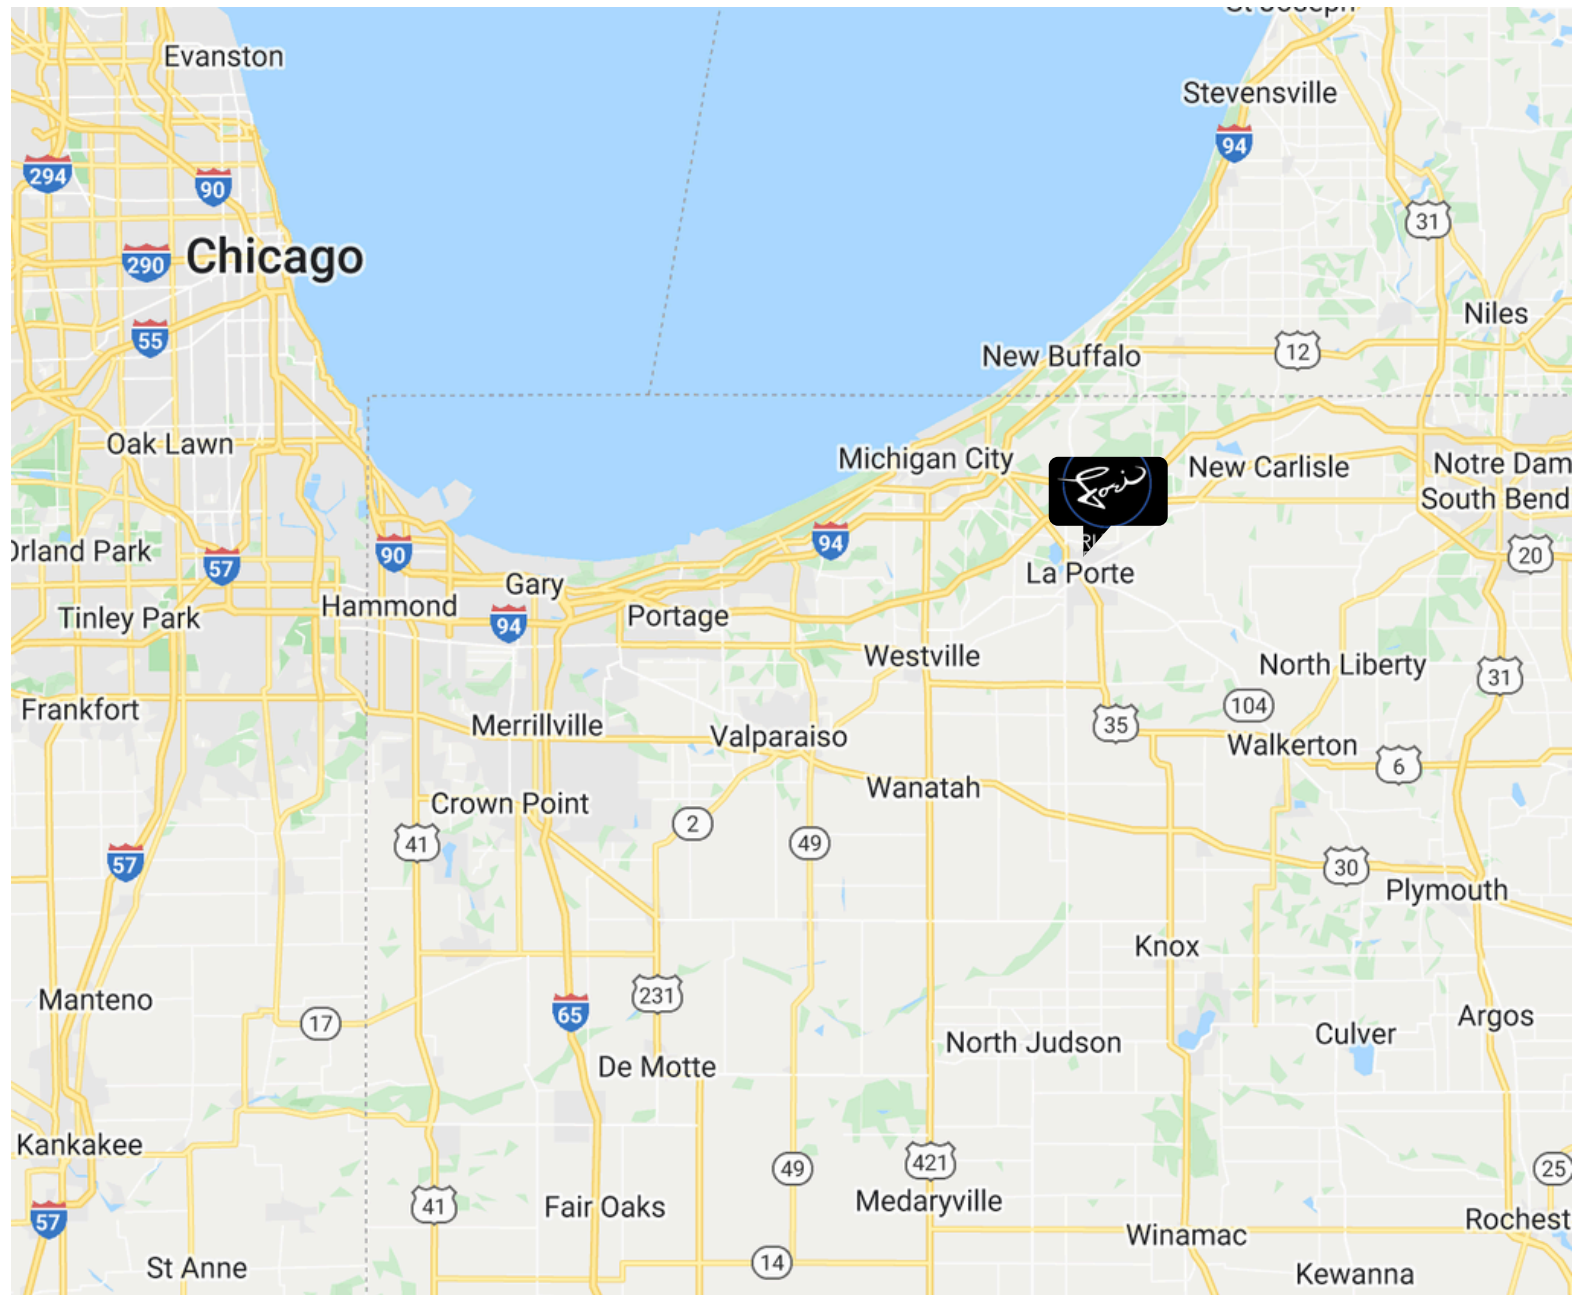 St Joseph
Evanston
Stevensville
94
294
90
31
290
Chicago
55
Niles
12
New Buffalo
Oak Lawn
Michigan City
New Carlisle
Notre Dam
Lori
South Bend
Orland Park
90
94
RI
20
57
La Porte
Gary
Hammond
Tinley Park
94
Portage
Westville
North Liberty
31
Frankfort
104
35
Merrillville
Valparaiso
Walkerton
6
Wanatah
Crown Point
2
41
49
57
30
Plymouth
Knox
231
Manteno
65
17
Argos
Culver
North Judson
De Motte
Kankakee
421
49
25
Medaryville
41
Fair Oaks
57
Rochest
Winamac
14
St Anne
Kewanna